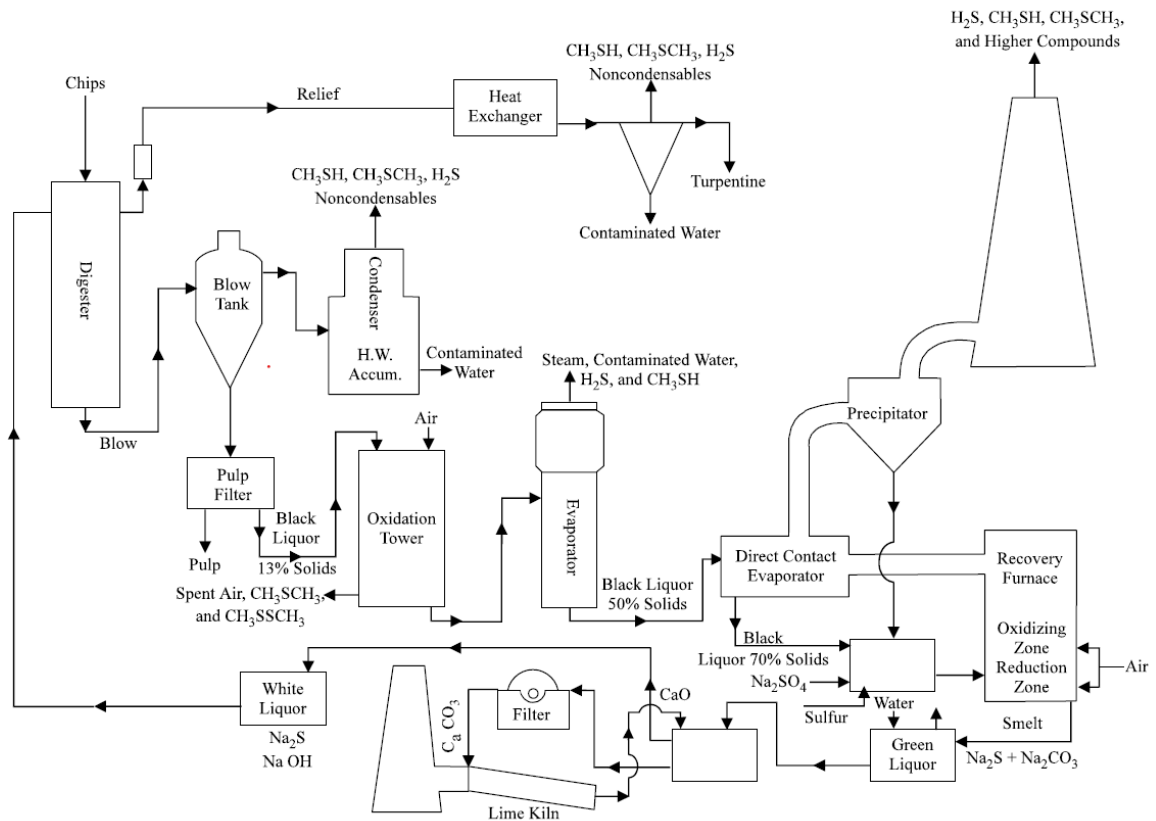 H₂S, CH₃SH, CH₃SCH₃,
and Higher Compounds
CH₃SH, CH₃SCH₃, H₂S
Noncondensables
Chips
Relief
Heat
Exchanger
Turpentine
Contaminated Water
CH₃SH, CH₃SCH₃, H₂S
Noncondensables
Digester
Blow
Tank
Condenser
H.W.
Accum.
Contaminated
Water
Steam, Contaminated Water,
H₂S, and CH₃SH
Precipitator
Blow
Air
Pulp
Filter
Black
Liquor
13% Solids
Pulp
Oxidation
Tower
Evaporator
Spent Air, CH₃SCH₃,
and CH₃SSCH₃
Black Liquor
50% Solids
Direct Contact
Evaporator
Recovery
Furnace
Oxidizing
Zone
Reduction
Zone
Air
Black
Liquor 70% Solids
Na₂SO₄
Sulfur
Water
Smelt
Green
Liquor
Na₂S + Na₂CO₃
White
Liquor
Na₂S
Na OH
Ca CO₃
Filter
CaO
Lime Kiln